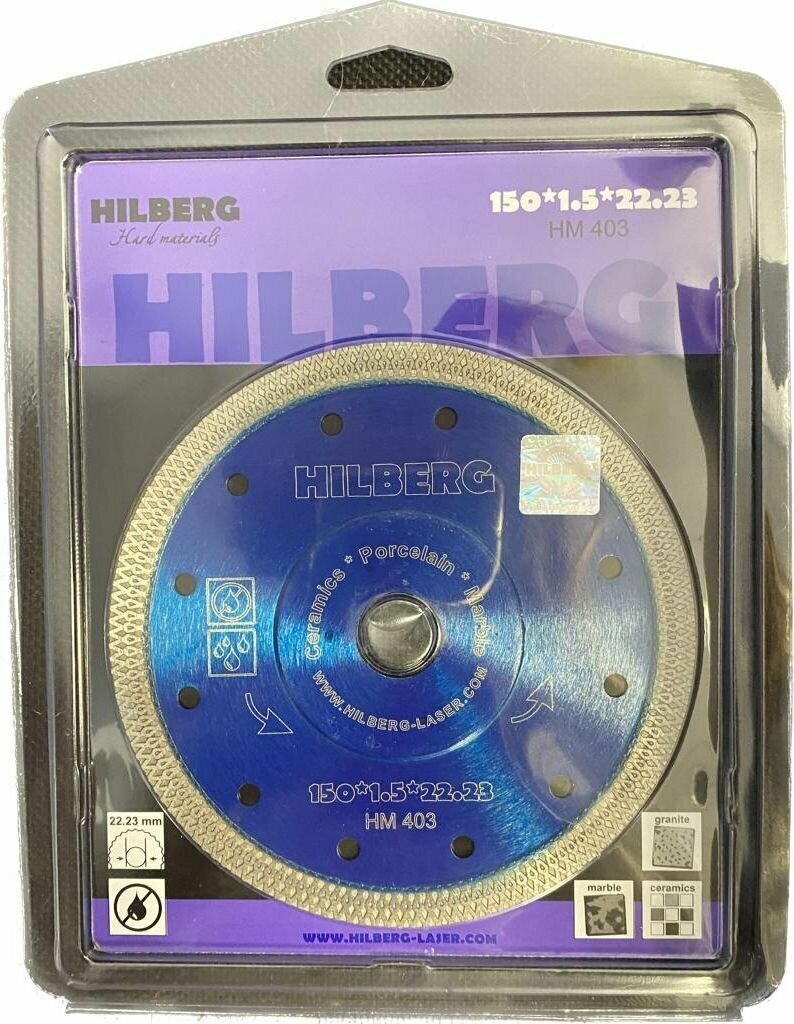 HILBERG
Hard materials
150*1.5*22.23
HM 403
HILBERG
HILBERG
HILBERG
Ceramics * Porcelain * Marble
WWW.HILBERG-LASER.COM
150*1.5*22.23
HM 403
22.23 mm
granite
marble
ceramics
WWW.HILBERG-LASER.COM